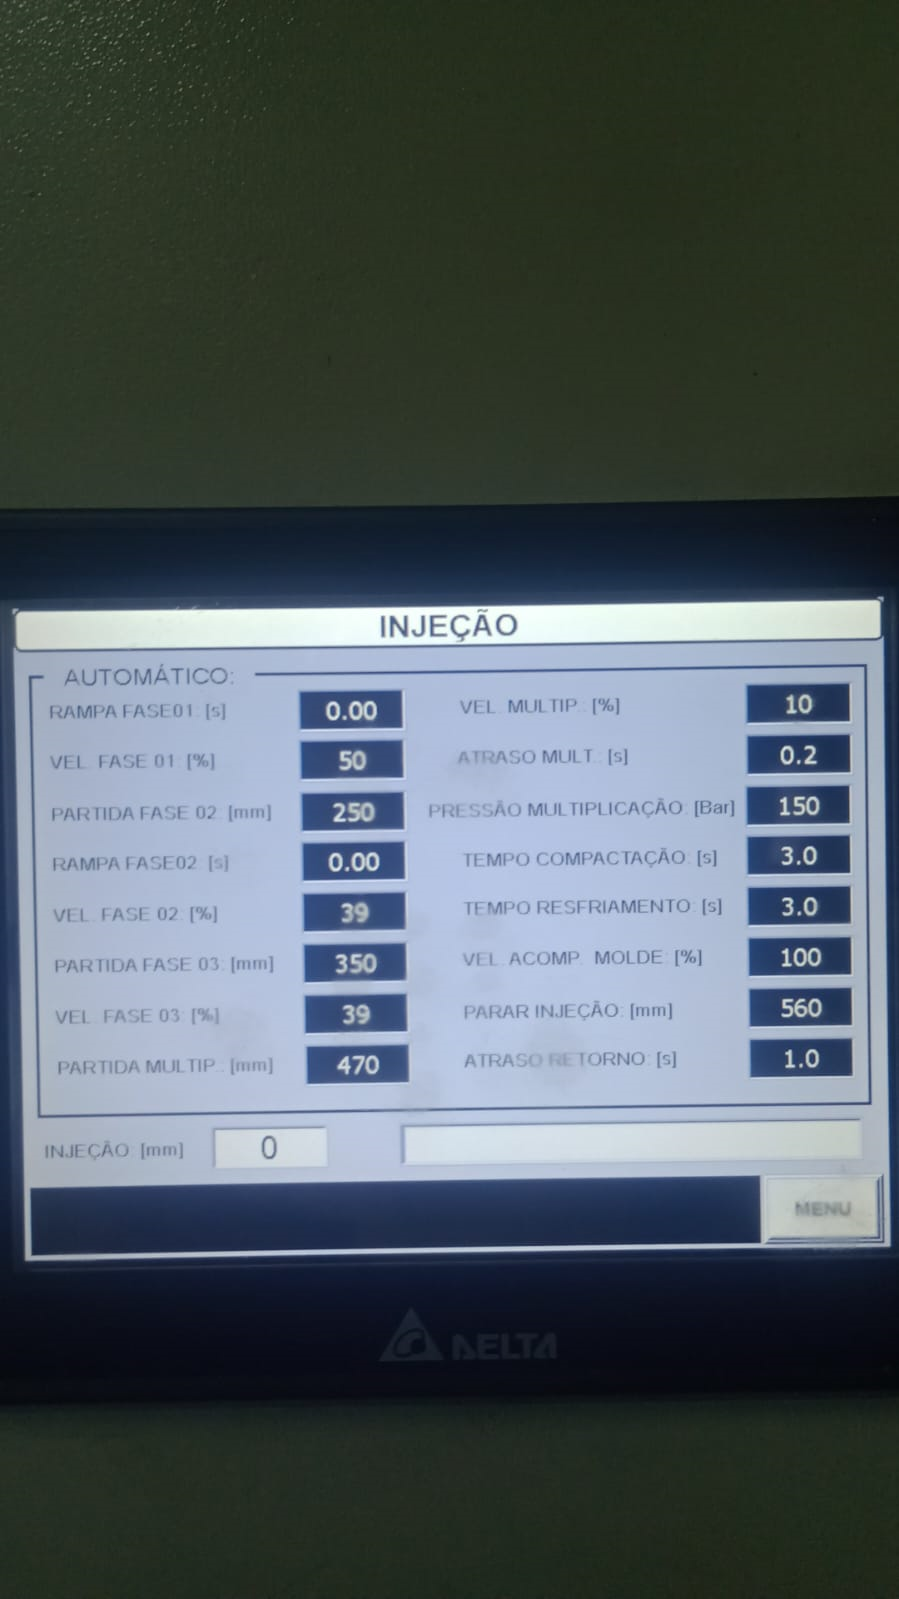 INJEÇÃO
AUTOMÁTICO:
RAMPA FASE01: [s] 0.00
VEL. FASE 01: [%] 50
PARTIDA FASE 02: [mm] 250
RAMPA FASE02: [s] 0.00
VEL. FASE 02: [%] 39
PARTIDA FASE 03: [mm] 350
VEL. FASE 03: [%] 39
PARTIDA MULTIP.: [mm] 470
VEL. MULTIP.: [%] 10
ATRASO MULT.: [s] 0.2
PRESSÃO MULTIPLICAÇÃO: [Bar] 150
TEMPO COMPACTAÇÃO: [s] 3.0
TEMPO RESFRIAMENTO: [s] 3.0
VEL. ACOMP. MOLDE: [%] 100
PARAR INJEÇÃO: [mm] 560
ATRASO RETORNO: [s] 1.0
INJEÇÃO: [mm] 0
MENU
DELTA